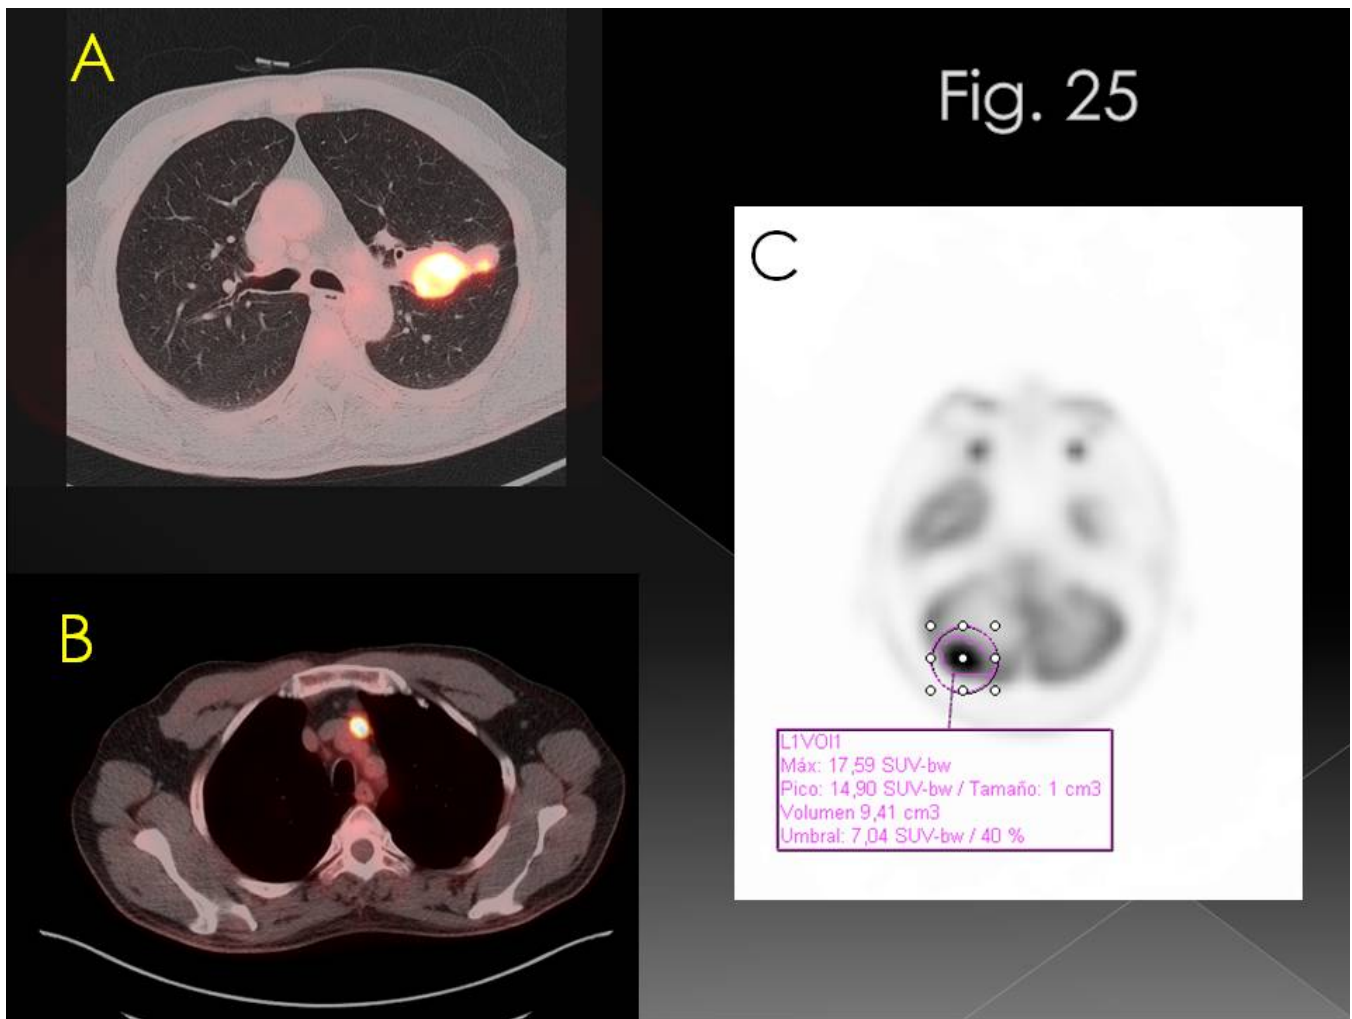 A
Fig. 25
C
B
L1VOI1
Máx: 17,59 SUV-bw
Pico: 14,90 SUV-bw / Tamaño: 1 cm3
Volumen 9,41 cm3
Umbral: 7,04 SUV-bw / 40 %